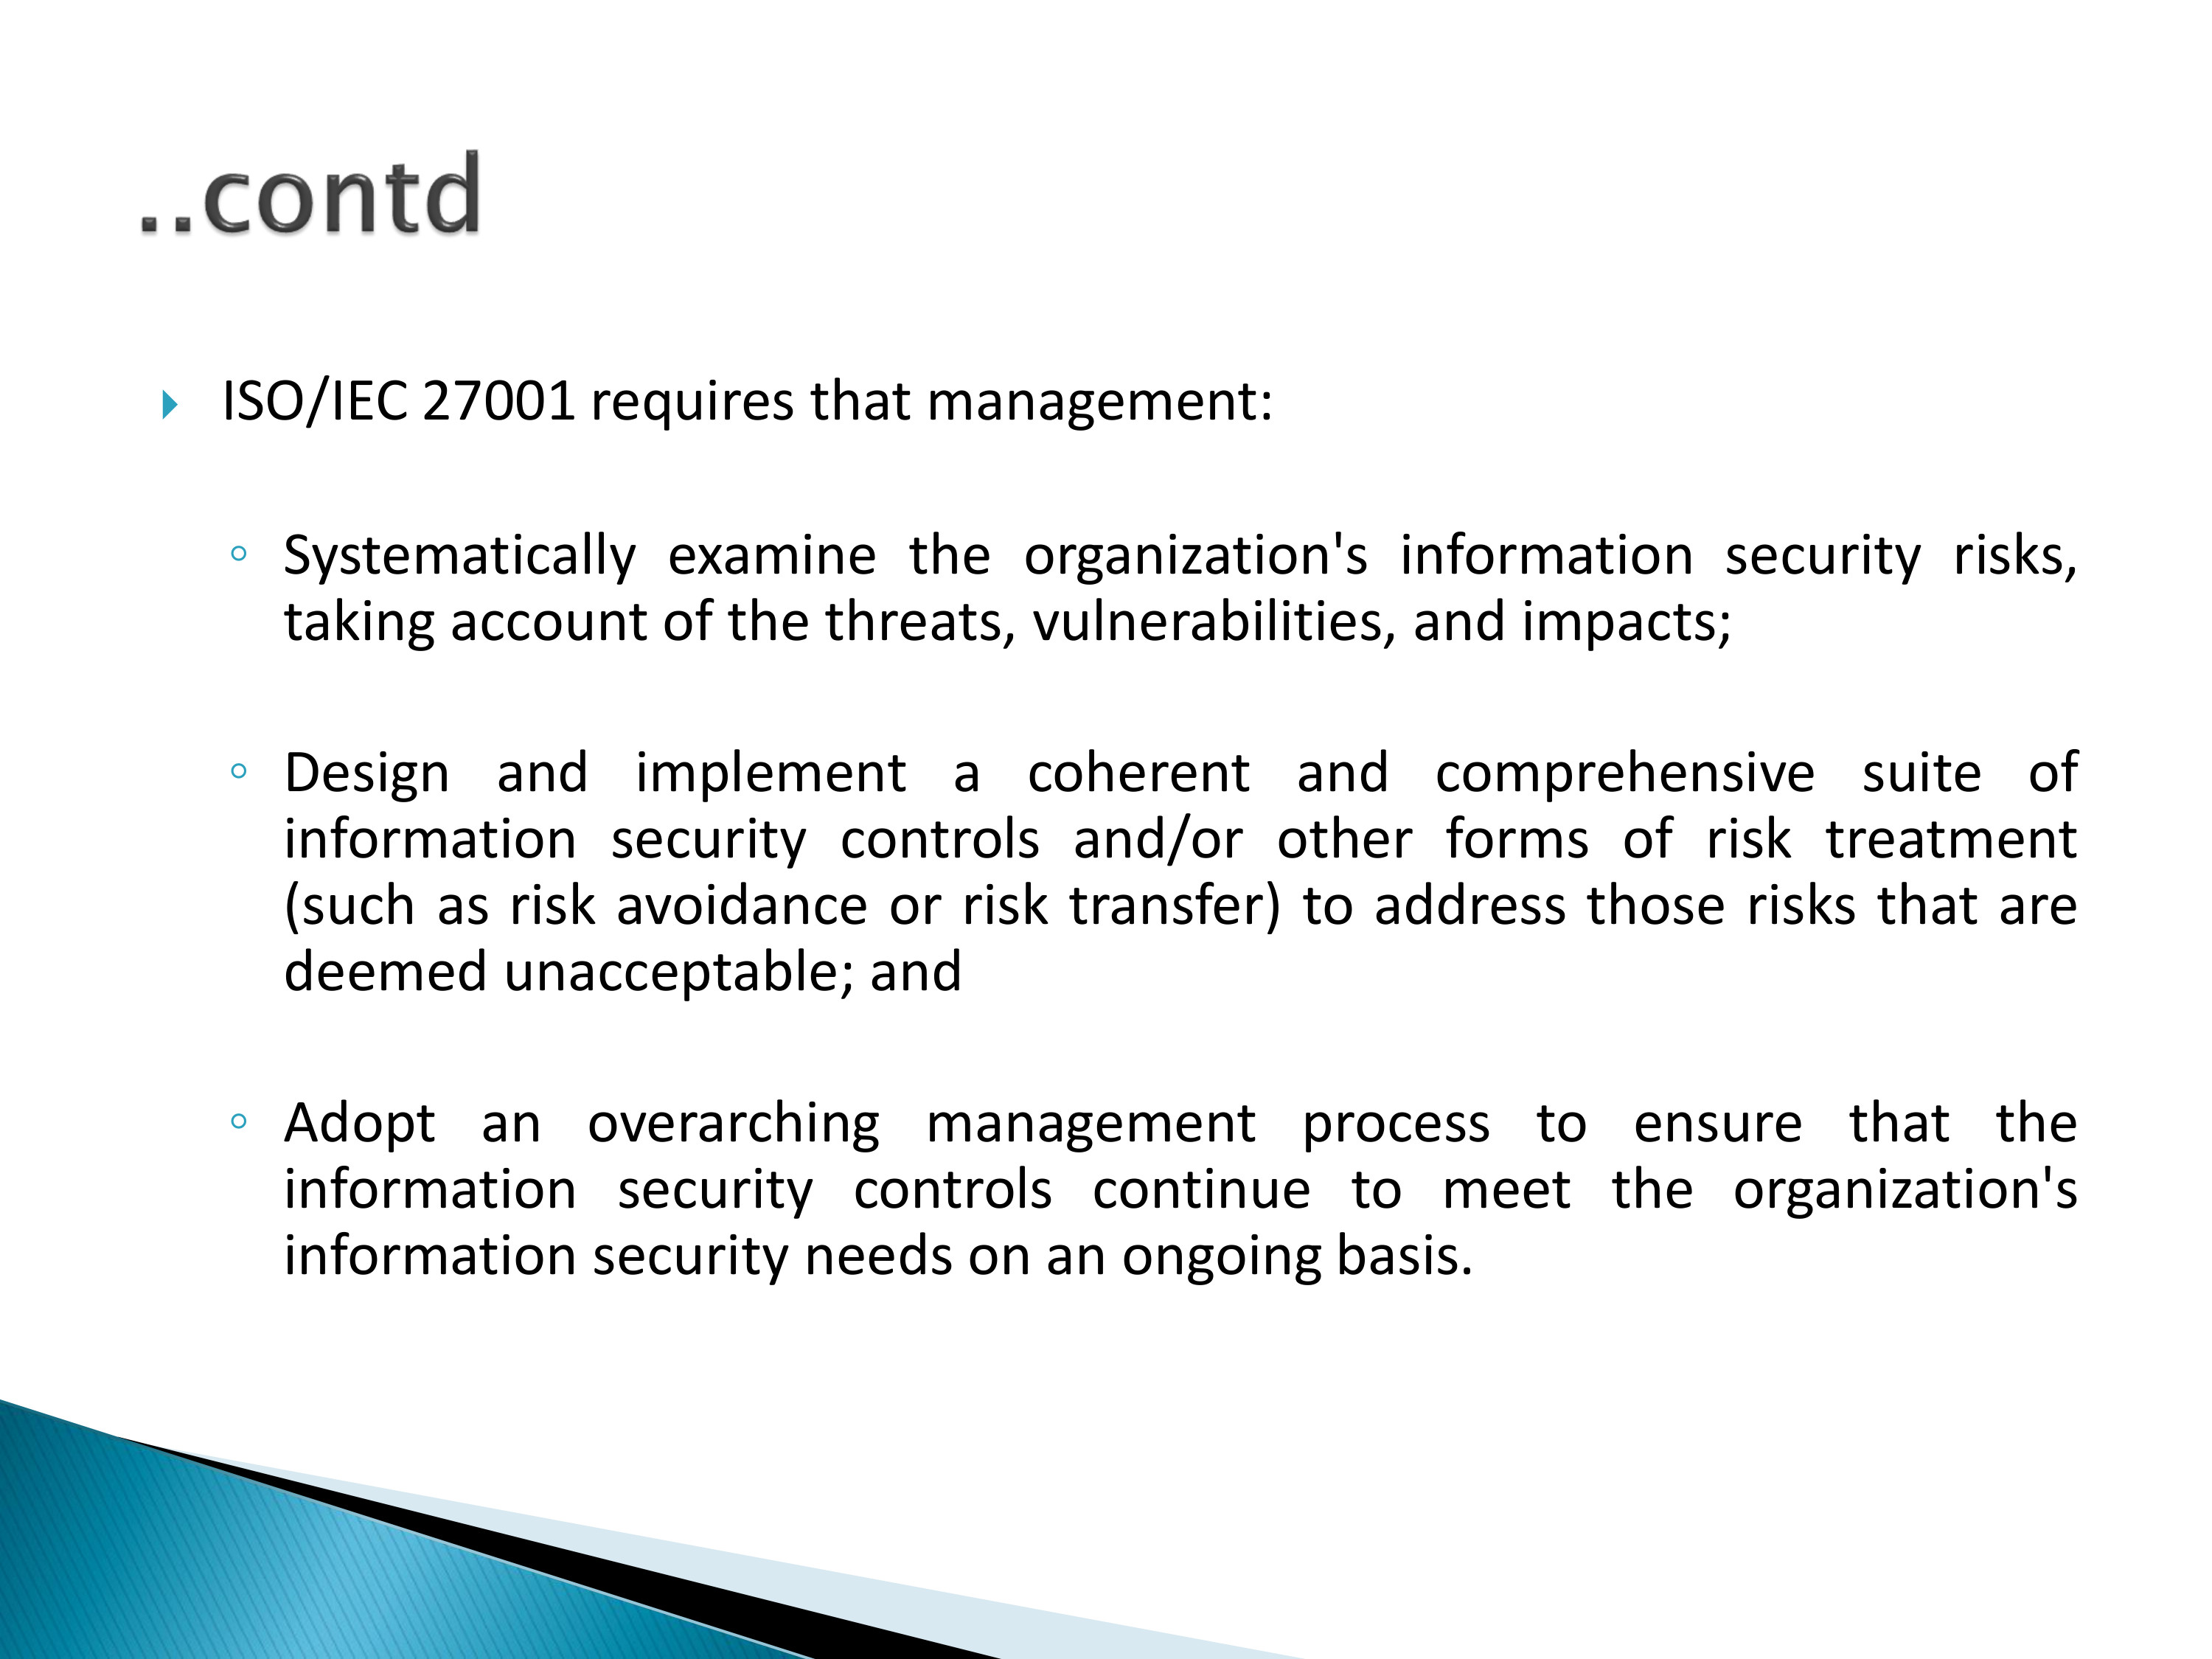 ..contd
ISO/IEC 27001 requires that management:
Systematically examine the organization's information security risks,
taking account of the threats, vulnerabilities, and impacts;
Design and implement a coherent and comprehensive suite of
information security controls and/or other forms of risk treatment
(such as risk avoidance or risk transfer) to address those risks that are
deemed unacceptable; and
Adopt an overarching management process to ensure that the
information security controls continue to meet the organization's
information security needs on an ongoing basis.